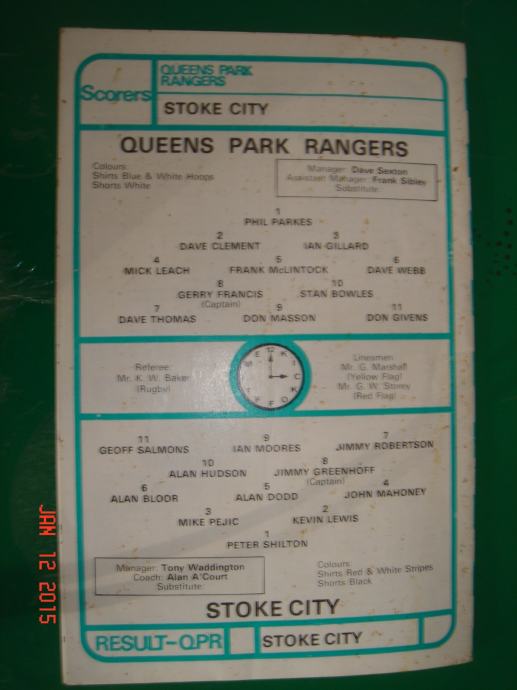 Scorers
QUEENS PARK
RANGERS
STOKE CITY
QUEENS PARK RANGERS
Colours:
Shirts Blue & White Hoops
Shorts White
Manager: Dave Sexton
Assistant Manager: Frank Sibley
Substitute:
1
PHIL PARKES
2 3
DAVE CLEMENT IAN GILLARD
4 5 6
MICK LEACH FRANK McLINTOCK DAVE WEBB
8 10
GERRY FRANCIS STAN BOWLES
(Captain)
7 9 11
DAVE THOMAS DON MASSON DON GIVENS
Referee:
Mr. K. W. Baker
(Rugby)
12
KICK OFF TIME
Linesmen:
Mr. G. Marshall
(Yellow Flag)
Mr. G. W. Storey
(Red Flag)
11 9 7
GEOFF SALMONS IAN MOORES JIMMY ROBERTSON
10 8
ALAN HUDSON JIMMY GREENHOFF
(Captain)
6 5 4
ALAN BLOOR ALAN DODD JOHN MAHONEY
3 2
MIKE PEJIC KEVIN LEWIS
1
PETER SHILTON
Manager: Tony Waddington
Coach: Alan A'Court
Substitute:
Colours:
Shirts Red & White Stripes
Shorts Black
STOKE CITY
RESULT-QPR STOKE CITY
JAN 12 2015